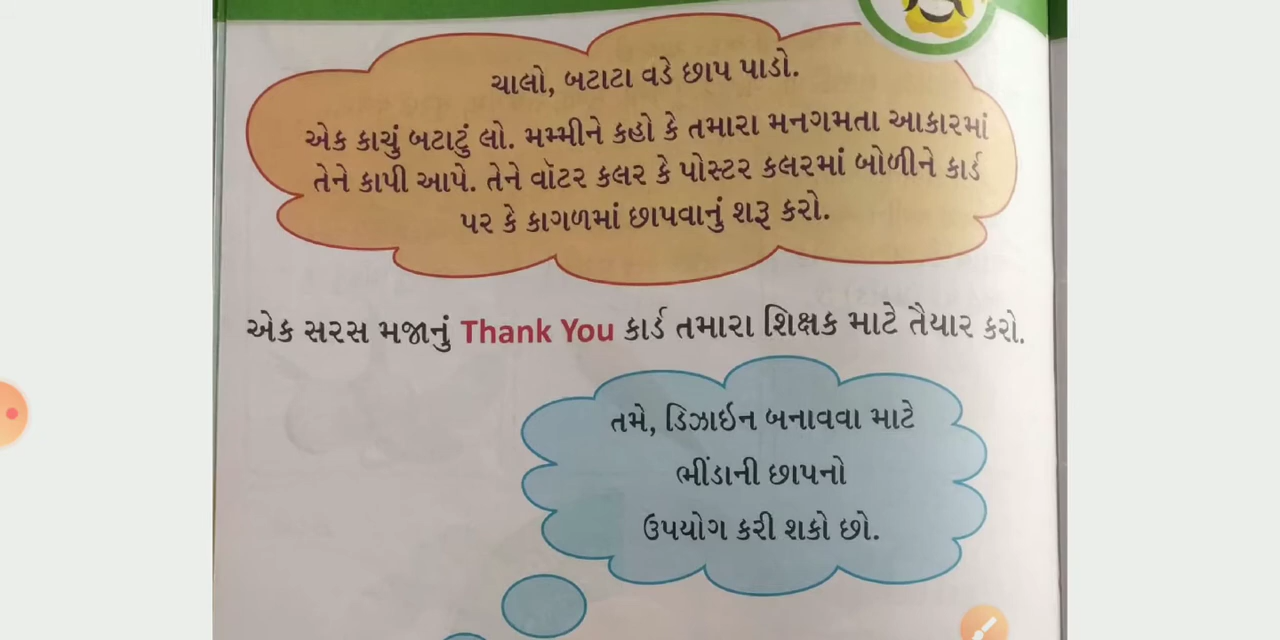 ચાલો, બટાટા વડે છાપ પાડો.
એક કાચું બટાટું લો. મમ્મીને કહો કે તમારા મનગમતા આકારમાં
તેને કાપી આપે. તેને વૉટર કલર કે પોસ્ટર કલરમાં બોળીને કાર્ડ
પર કે કાગળમાં છાપવાનું શરૂ કરો.
એક સરસ મજાનું Thank You કાર્ડ તમારા શિક્ષક માટે તૈયાર કરો.
તમે, ડિઝાઇન બનાવવા માટે
ભીંડાની છાપનો
ઉપયોગ કરી શકો છો.